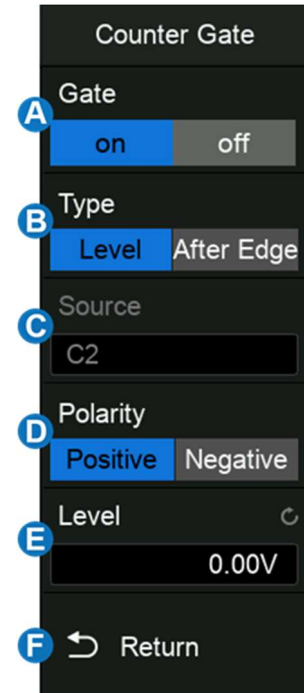 Counter Gate
A
Gate
on off
B
Type
Level After Edge
C
Source
C2
D
Polarity
Positive Negative
E
Level
0.00V
F
Return